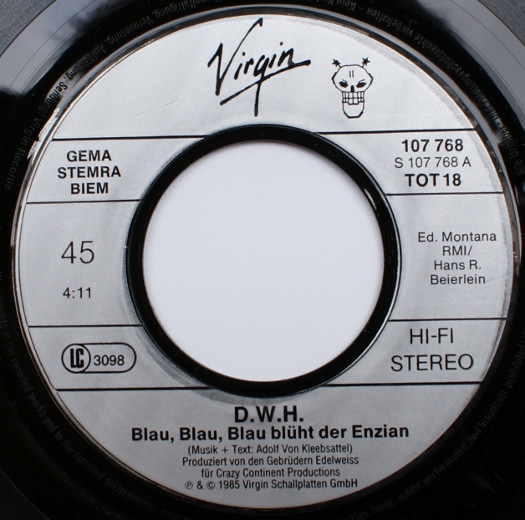 Virgin
GEMA
STEMRA
BIEM
107 768
S 107 768 A
TOT 18
45
4:11
Ed. Montana
RMI/
Hans R.
Beierlein
LC 3098
HI-FI
STEREO
D.W.H.
Blau, Blau, Blau blüht der Enzian
(Musik + Text: Adolf Von Kleebsattel)
Produziert von den Gebrüdern Edelweiss
für Crazy Continent Productions
℗ & © 1985 Virgin Schallplatten GmbH